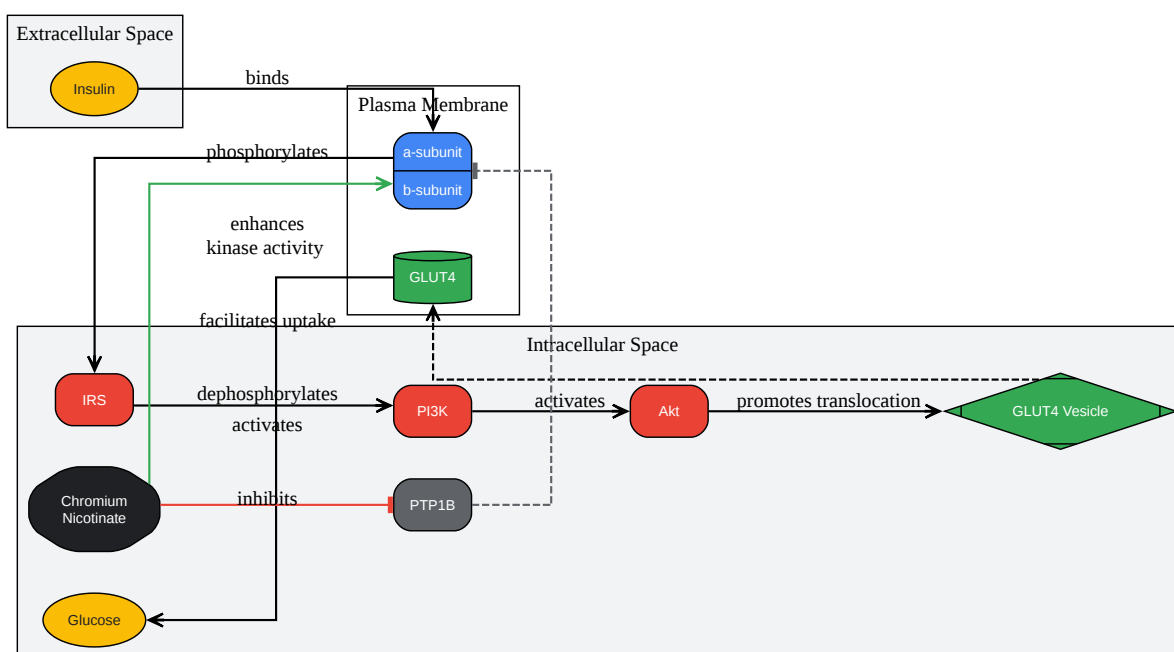 Extracellular Space
Insulin
binds
Plasma Membrane
a-subunit
b-subunit
phosphorylates
enhances
kinase activity
GLUT4
facilitates uptake
Intracellular Space
IRS
dephosphorylates
activates
PI3K
activates
Akt
promotes translocation
GLUT4 Vesicle
Chromium
Nicotinate
inhibits
PTP1B
Glucose